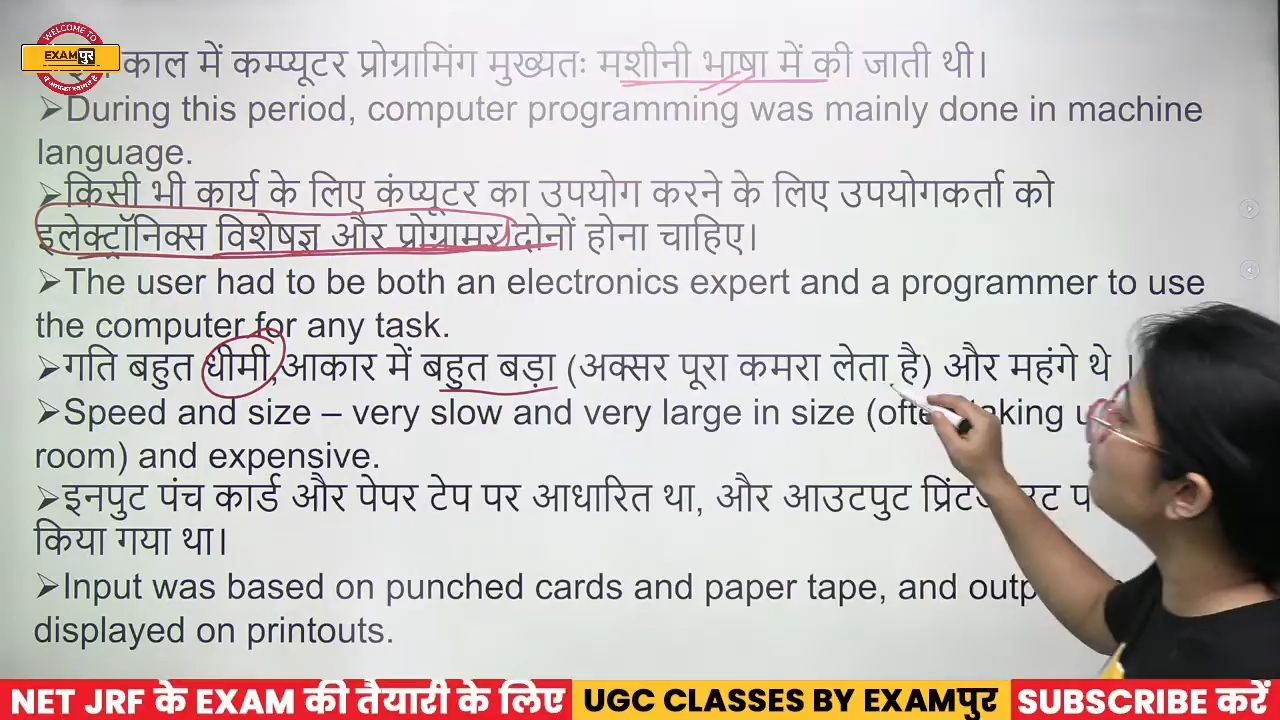 WELCOME TO
EXAMपुर
काल में कम्प्यूटर प्रोग्रामिंग मुख्यतः मशीनी भाषा में की जाती थी।
➢During this period, computer programming was mainly done in machine
language.
➢किसी भी कार्य के लिए कंप्यूटर का उपयोग करने के लिए उपयोगकर्ता को
इलेक्ट्रॉनिक्स विशेषज्ञ और प्रोग्रामर दोनों होना चाहिए।
➢The user had to be both an electronics expert and a programmer to use
the computer for any task.
➢गति बहुत धीमी,आकार में बहुत बड़ा (अक्सर पूरा कमरा लेता है) और महंगे थे ।
➢Speed and size – very slow and very large in size (often taking
room) and expensive.
➢इनपुट पंच कार्ड और पेपर टेप पर आधारित था, और आउटपुट
किया गया था।
➢Input was based on punched cards and paper tape, and
displayed on printouts.
NET JRF के EXAM की तैयारी के लिए UGC CLASSES BY EXAMपुर SUBSCRIBE करें